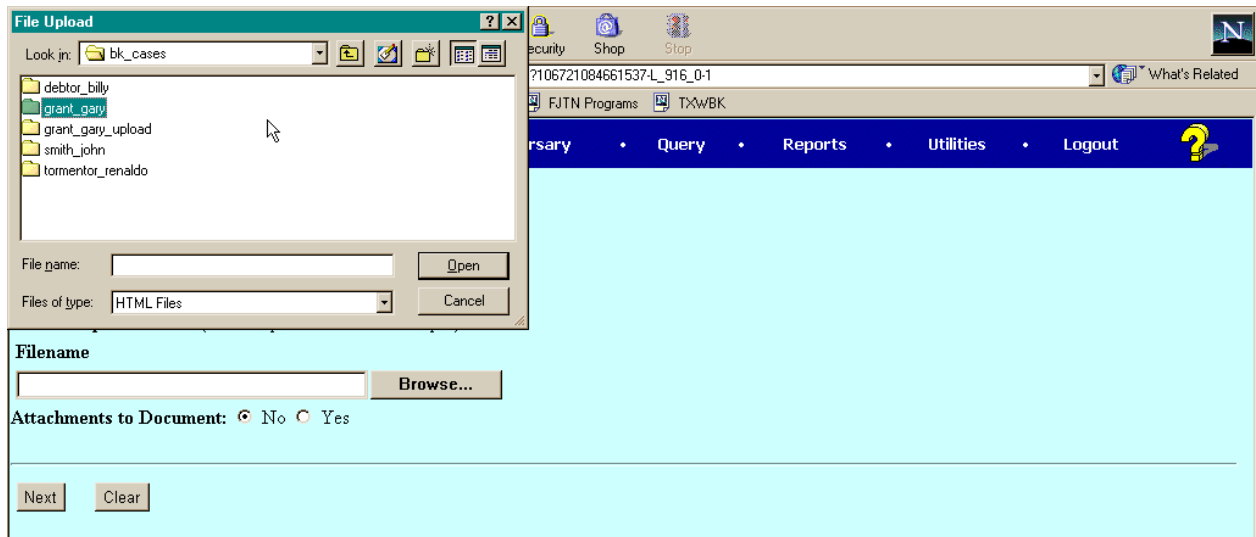 File Upload
Look in: bk_cases
debtor_billy
grant_gary
grant_gary_upload
smith_john
tormentor_renaldo
File name:
Open
Files of type: HTML Files
Cancel
ecurity Shop Stop
N
?106721084661537-L_916_0-1
What's Related
FJTN Programs TXWBK
rsary • Query • Reports • Utilities • Logout
Filename
Browse...
Attachments to Document: No Yes
Next Clear